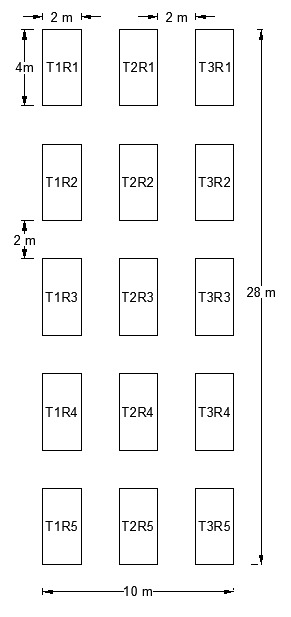 2 m 2 m
4m T1R1 T2R1 T3R1
T1R2 T2R2 T3R2
2 m
T1R3 T2R3 T3R3
28 m
T1R4 T2R4 T3R4
T1R5 T2R5 T3R5
10 m